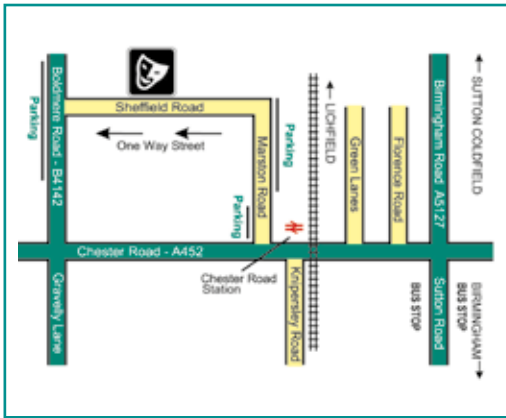 Boldmere Road - B4142
Parking
Sheffield Road
One Way Street
Marston Road
Parking
Parking
LICHFIELD
Green Lanes
Florence Road
Birmingham Road A5127
SUTTON COLDFIELD
Chester Road - A452
Chester Road
Station
Gravelly Lane
Knipersley Road
BUS STOP
Sutton Road
BUS STOP
BIRMINGHAM